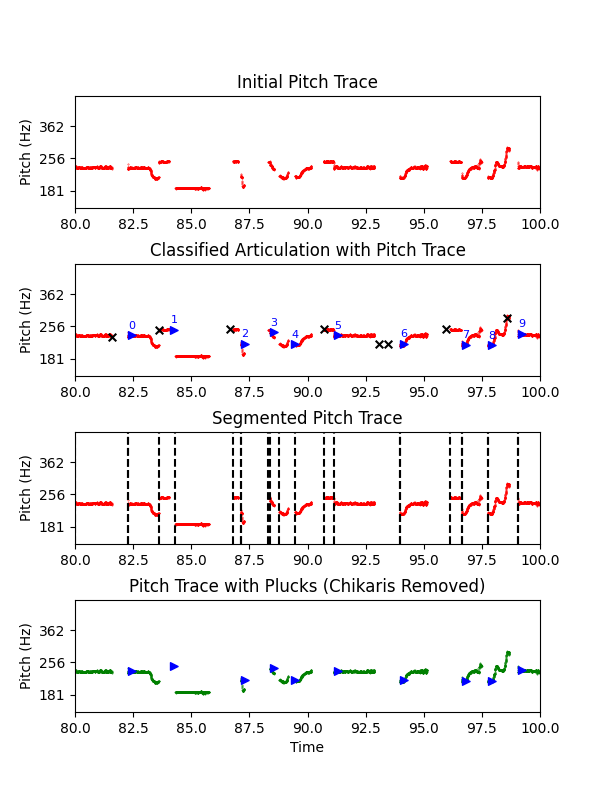 Initial Pitch Trace
Pitch (Hz)
362
256
181
80.0 82.5 85.0 87.5 90.0 92.5 95.0 97.5 100.0
Classified Articulation with Pitch Trace
Pitch (Hz)
362
256
181
0 1 2 3 4 5 6 7 8 9
80.0 82.5 85.0 87.5 90.0 92.5 95.0 97.5 100.0
Segmented Pitch Trace
Pitch (Hz)
362
256
181
80.0 82.5 85.0 87.5 90.0 92.5 95.0 97.5 100.0
Pitch Trace with Plucks (Chikaris Removed)
Pitch (Hz)
362
256
181
80.0 82.5 85.0 87.5 90.0 92.5 95.0 97.5 100.0
Time